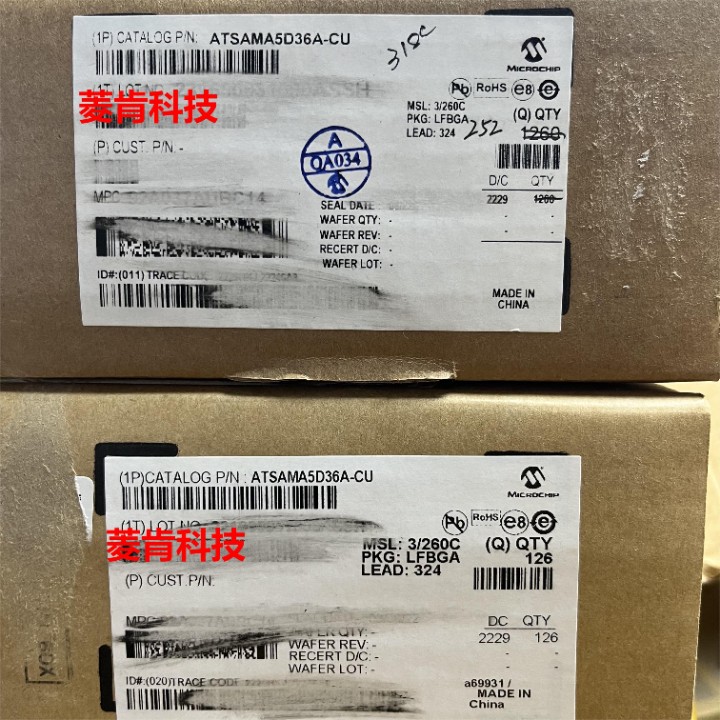 (1P) CATALOG P/N: ATSAMA5D36A-CU
318C
MICROCHIP
菱肯科技
Pb RoHS e8 e
MSL: 3/260C
PKG: LFBGA
LEAD: 324
252
(Q) QTY
1260
(P) CUST. P/N. -
A
QA034
D/C QTY
2229 1260
- -
- -
SEAL DATE
WAFER QTY: -
WAFER REV: -
RECERT D/C: -
WAFER LOT: -
ID#:(011) TRACE CODE
MADE IN
CHINA
(1P)CATALOG P/N : ATSAMA5D36A-CU
MICROCHIP
(1T) LOT NO
菱肯科技
Pb RoHS e8 e
MSL: 3/260C
PKG: LFBGA
LEAD: 324
(Q) QTY
126
(P) CUST.P/N:
DC QTY
2229 126
- -
- -
WAFER REV: -
RECERT D/C: -
WAFER LOT: -
ID#:(020)TRACE CODE
a69931 /
MADE IN
China